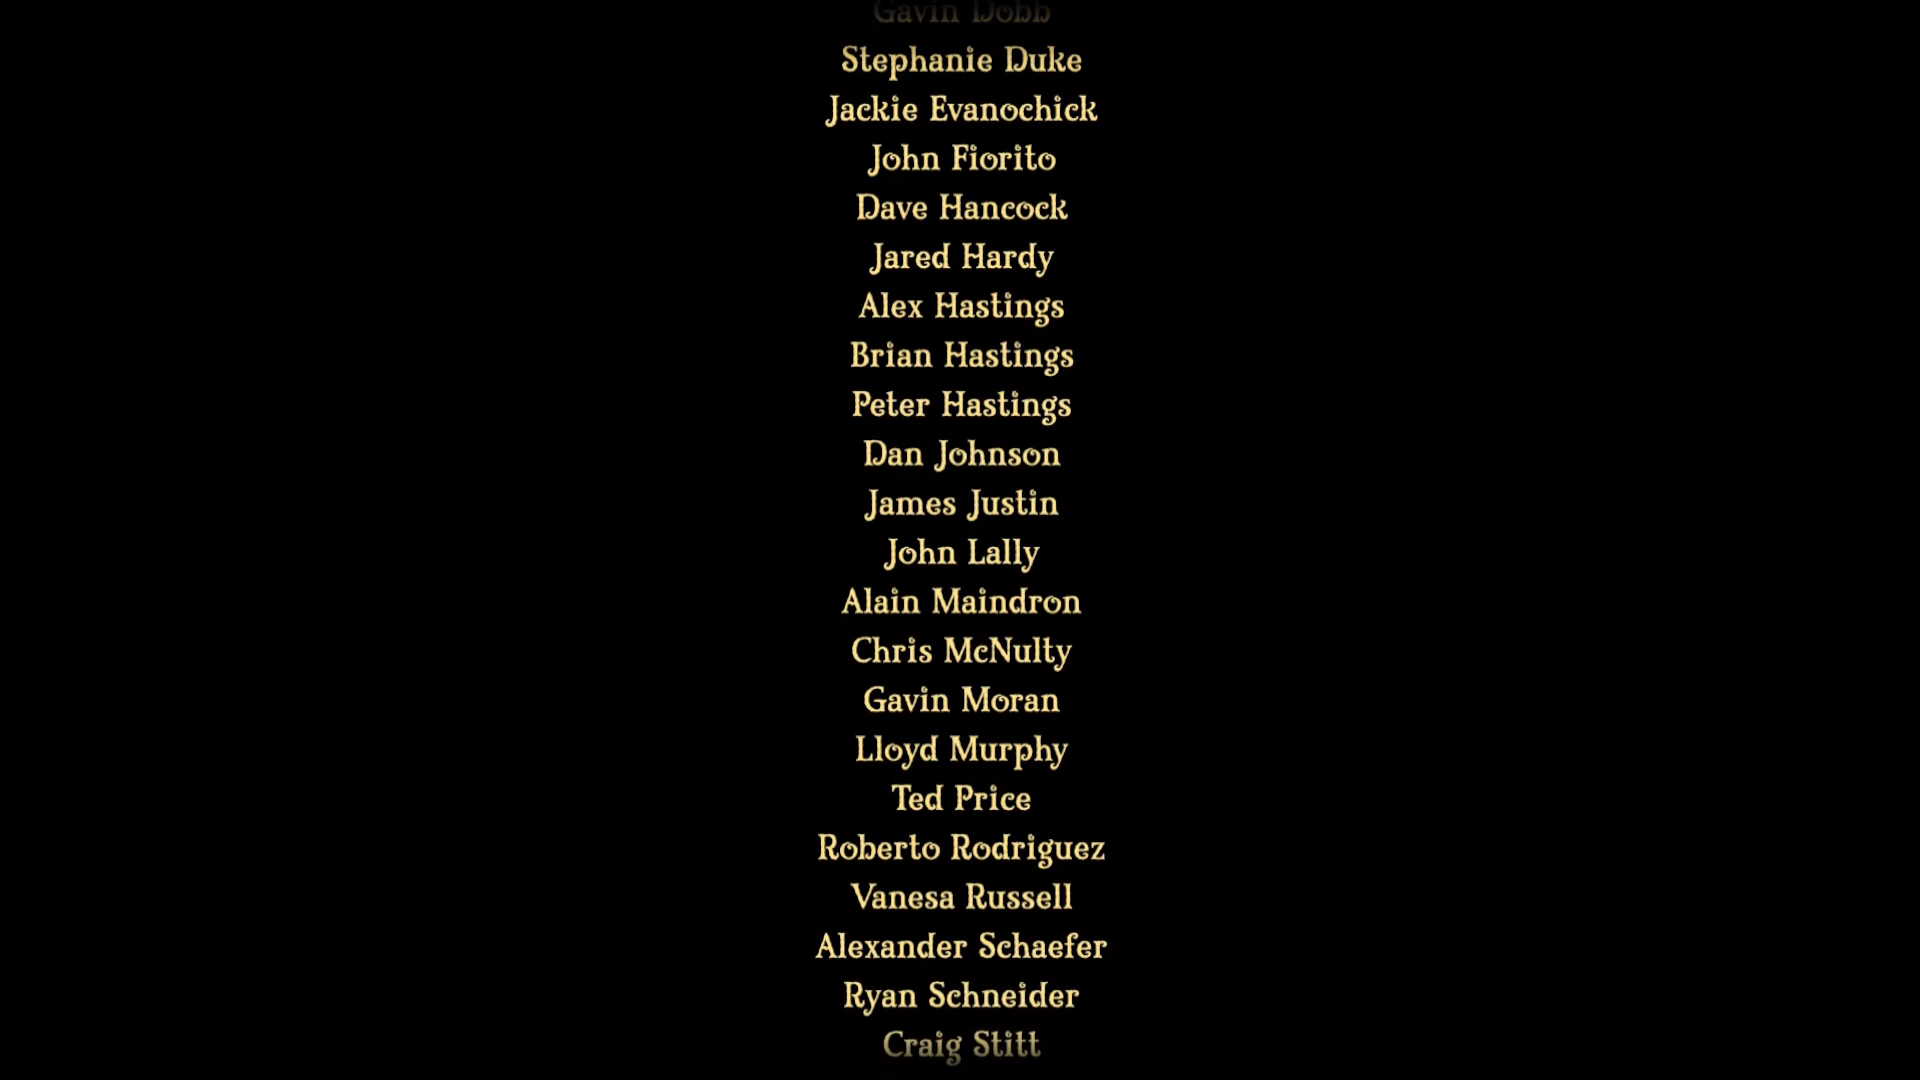 Gavin Dobb
Stephanie Duke
Jackie Evanochick
John Fiorito
Dave Hancock
Jared Hardy
Alex Hastings
Brian Hastings
Peter Hastings
Dan Johnson
James Justin
John Lally
Alain Maindron
Chris McNulty
Gavin Moran
Lloyd Murphy
Ted Price
Roberto Rodriguez
Vanesa Russell
Alexander Schaefer
Ryan Schneider
Craig Stitt